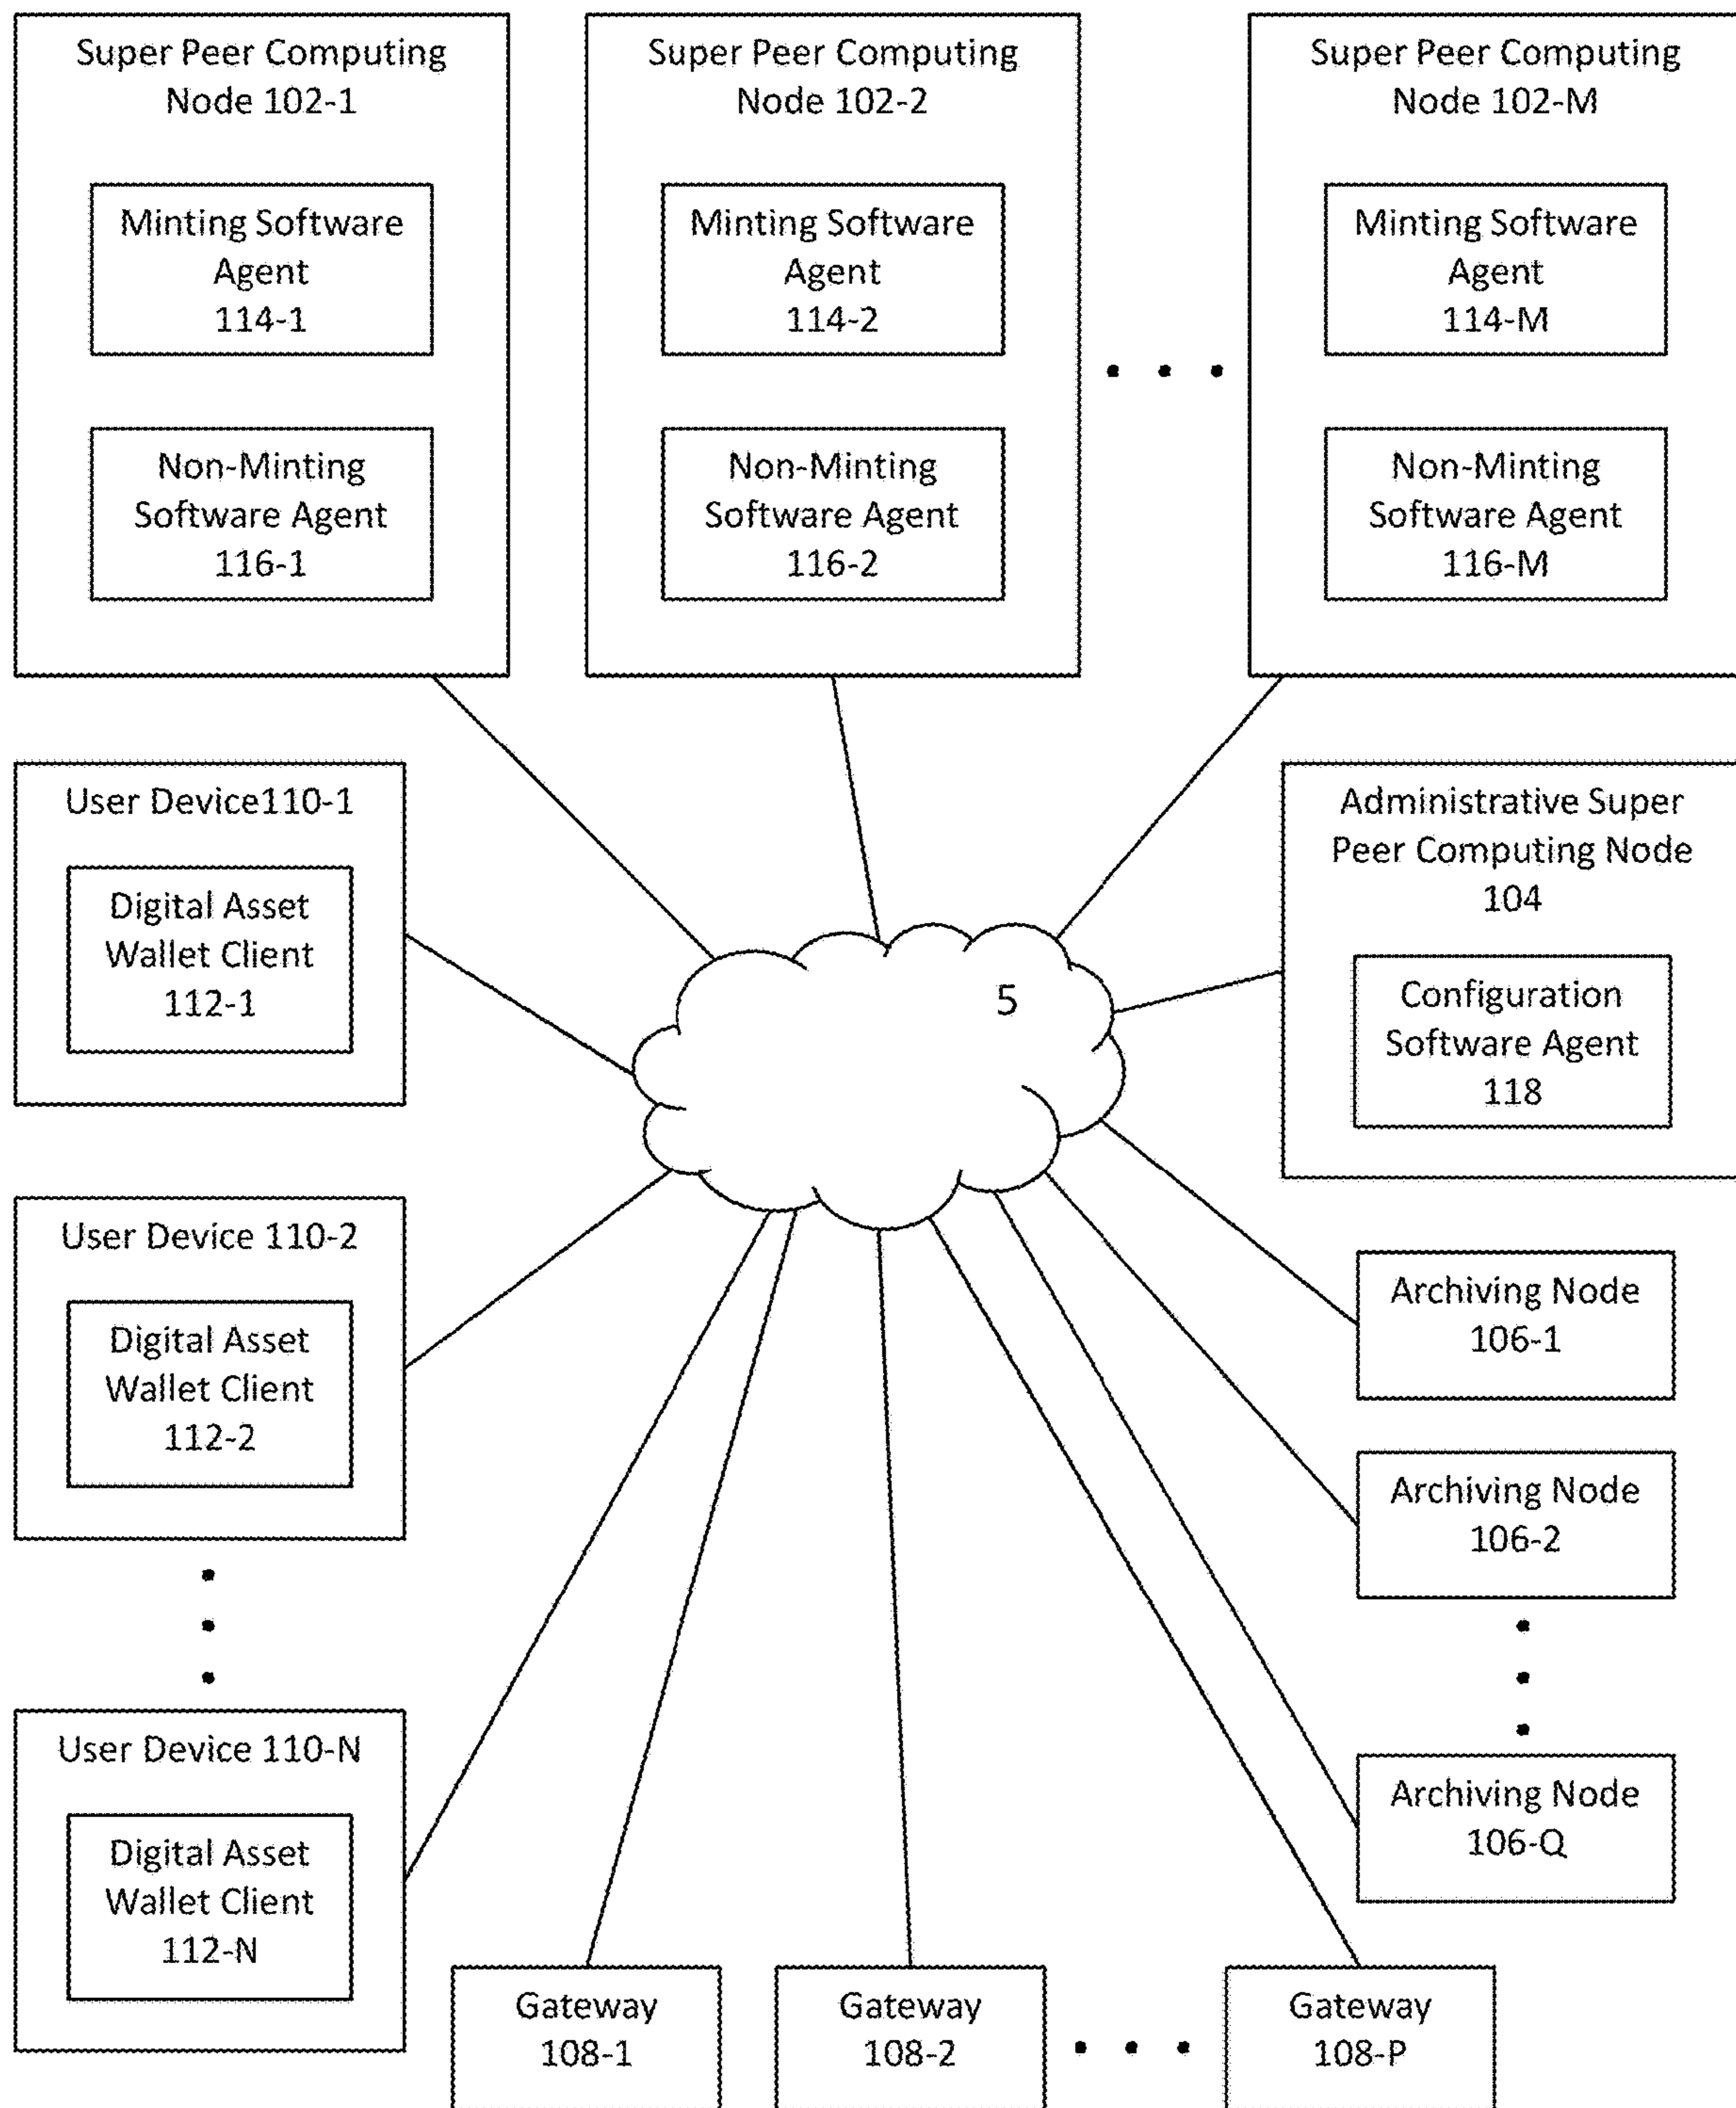 Super Peer Computing
Node 102-1
Minting Software
Agent
114-1
Non-Minting
Software Agent
116-1
Super Peer Computing
Node 102-2
Minting Software
Agent
114-2
Non-Minting
Software Agent
116-2
Super Peer Computing
Node 102-M
Minting Software
Agent
114-M
Non-Minting
Software Agent
116-M
User Device110-1
Digital Asset
Wallet Client
112-1
5
Administrative Super
Peer Computing Node
104
Configuration
Software Agent
118
User Device 110-2
Digital Asset
Wallet Client
112-2
Archiving Node
106-1
Archiving Node
106-2
User Device 110-N
Digital Asset
Wallet Client
112-N
Archiving Node
106-Q
Gateway
108-1
Gateway
108-2
Gateway
108-P